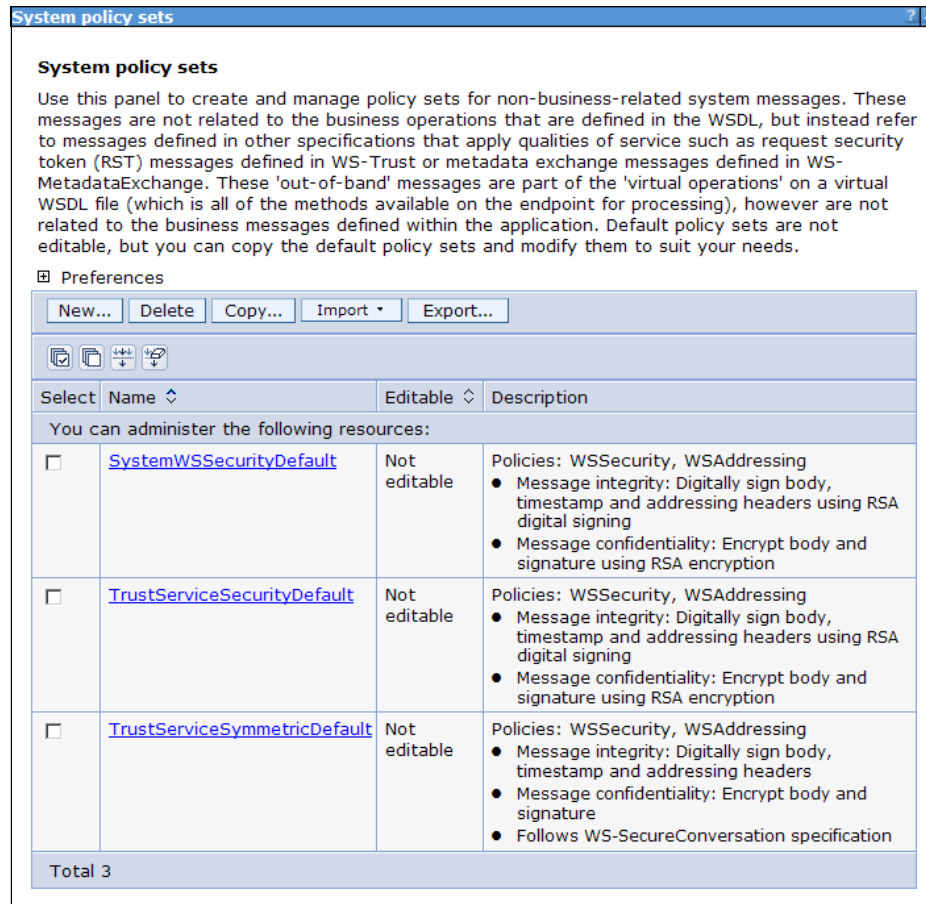 System policy sets
?
System policy sets
Use this panel to create and manage policy sets for non-business-related system messages. These
messages are not related to the business operations that are defined in the WSDL, but instead refer
to messages defined in other specifications that apply qualities of service such as request security
token (RST) messages defined in WS-Trust or metadata exchange messages defined in WS-
MetadataExchange. These 'out-of-band' messages are part of the 'virtual operations' on a virtual
WSDL file (which is all of the methods available on the endpoint for processing), however are not
related to the business messages defined within the application. Default policy sets are not
editable, but you can copy the default policy sets and modify them to suit your needs.
Preferences
New... Delete Copy... Import Export...
Select Name Editable Description
You can administer the following resources:
SystemWSSecurityDefault
Not
editable
Policies: WSSecurity, WSAddressing
● Message integrity: Digitally sign body,
timestamp and addressing headers using RSA
digital signing
● Message confidentiality: Encrypt body and
signature using RSA encryption
TrustServiceSecurityDefault
Not
editable
Policies: WSSecurity, WSAddressing
● Message integrity: Digitally sign body,
timestamp and addressing headers using RSA
digital signing
● Message confidentiality: Encrypt body and
signature using RSA encryption
TrustServiceSymmetricDefault
Not
editable
Policies: WSSecurity, WSAddressing
● Message integrity: Digitally sign body,
timestamp and addressing headers
● Message confidentiality: Encrypt body and
signature
● Follows WS-SecureConversation specification
Total 3